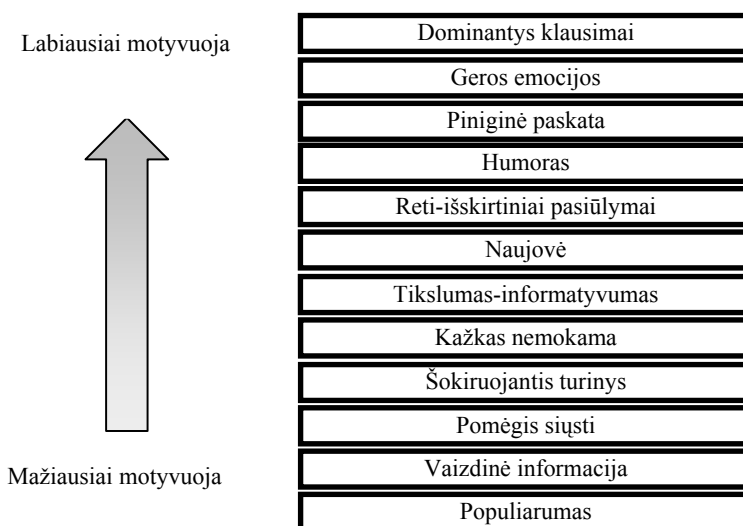 Labiausiai motyvuoja
Dominantys klausimai
Geros emocijos
Piniginė paskata
Humoras
Reti-išskirtiniai pasiūlymai
Naujovė
Tikslumas-informatyvumas
Kažkas nemokama
Šokiruojantis turinys
Pomėgis siųsti
Mažiausiai motyvuoja
Vaizdinė informacija
Populiarumas